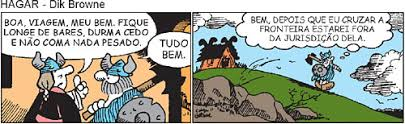 HAGAR - Dik Browne
BOA, VIAGEM, MEU BEM. FIQUE
LONGE DE BARES, DURMA CEDO
E NÃO COMA NADA PESADO.
TUDO
BEM.
BEM, DEPOIS QUE EU CRUZAR A
FRONTEIRA ESTAREI FORA
DA JURISDIÇÃO DELA.